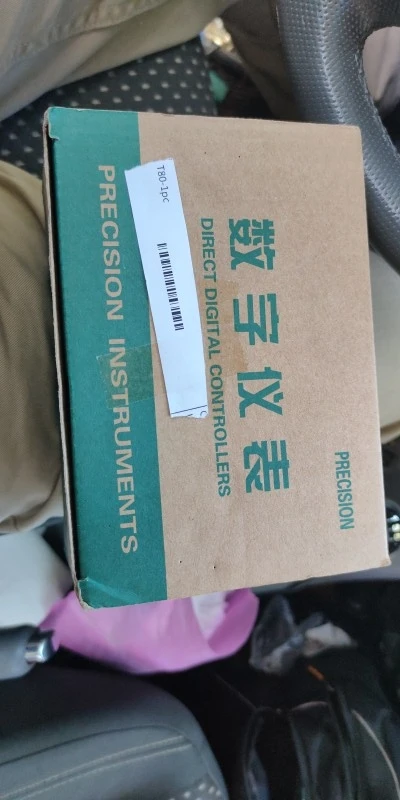 PRECISION
数字仪表
DIRECT DIGITAL CONTROLLERS
T80-1pc
PRECISION INSTRUMENTS